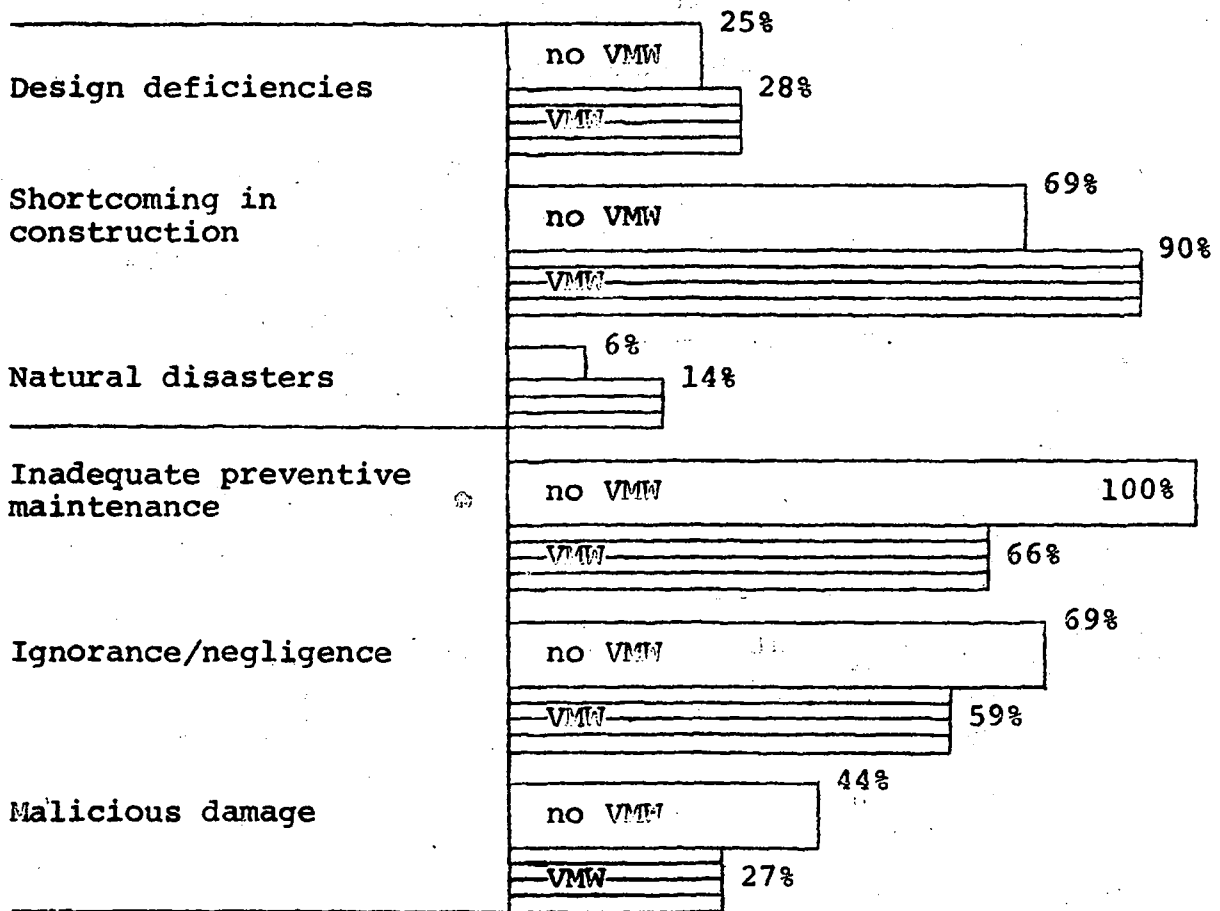 25%
no VMW
Design deficiencies
28%
VMW
69%
Shortcoming in
construction
no VMW
90%
VMW
6%
Natural disasters
14%
Inadequate preventive
maintenance
no VMW
100%
VMW
66%
69%
Ignorance/negligence
no VMW
VMW
59%
44%
Malicious damage
no VMW
VMW
27%